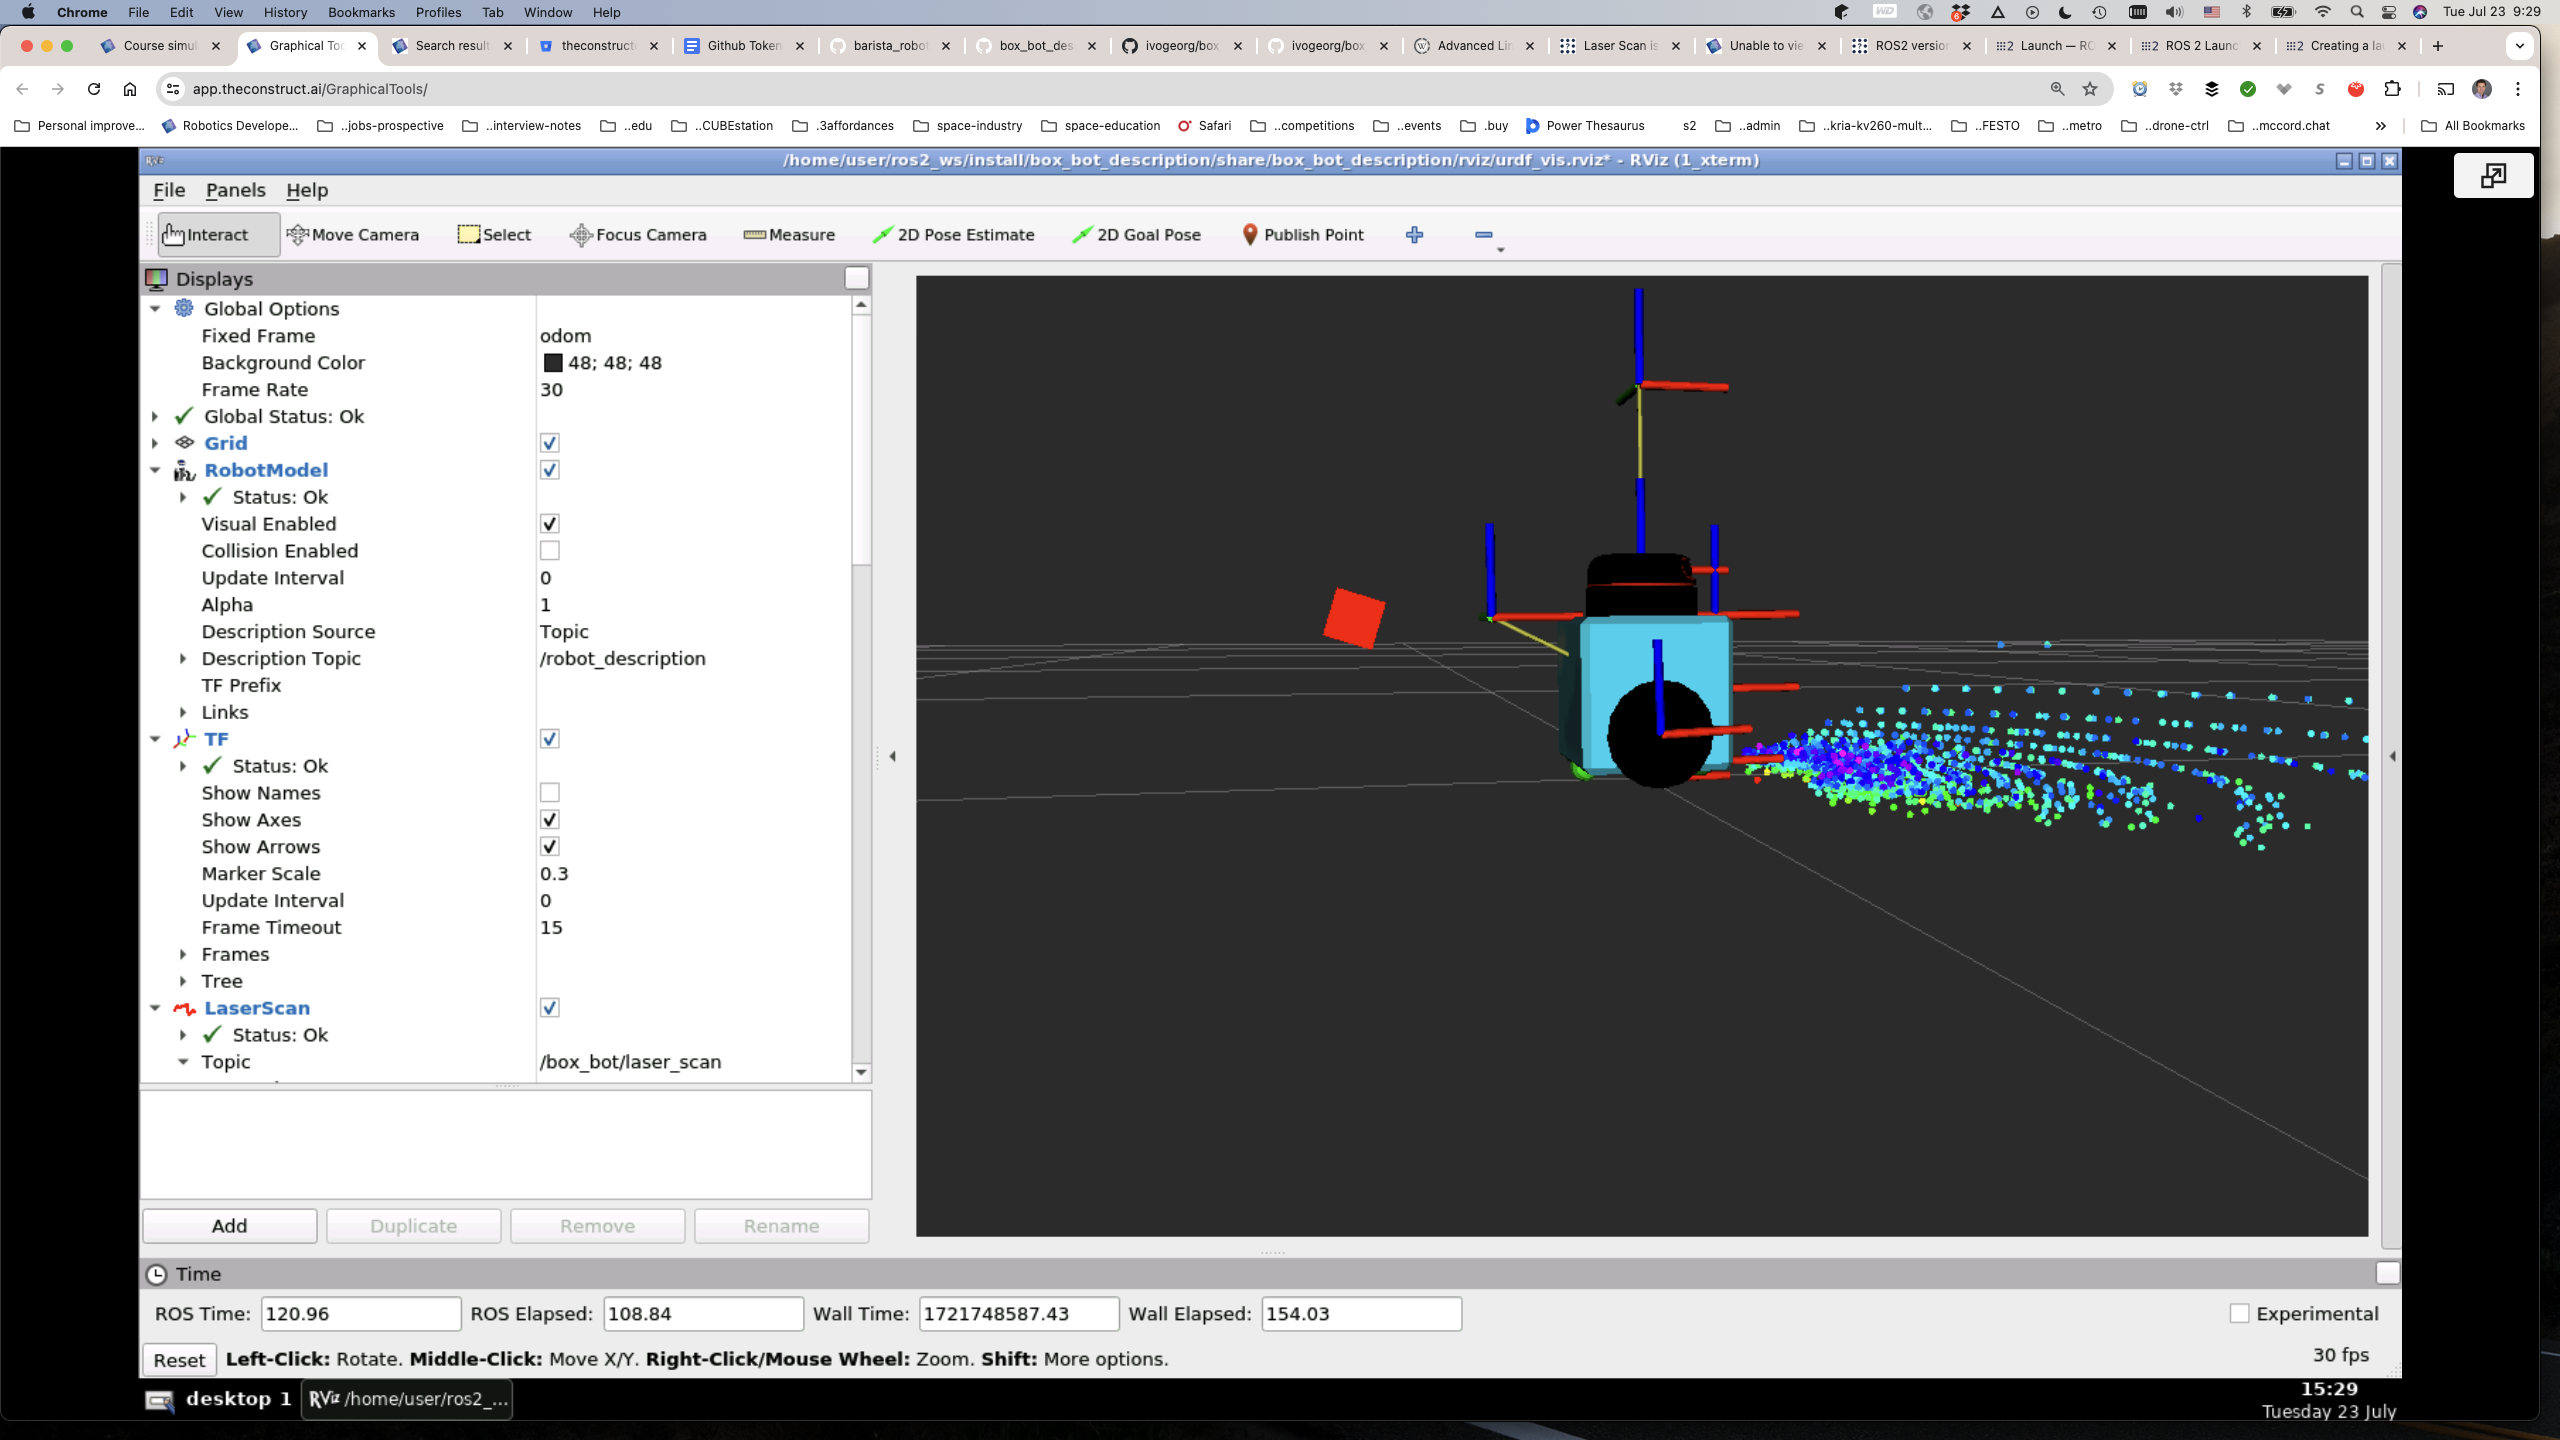 Chrome File Edit View History Bookmarks Profiles Tab Window Help
WD
6
Tue Jul 23 9:29
Course simul
Graphical Too
Search result
theconstruct
Github Token
barista_robot
box_bot_des
ivogeorg/box
ivogeorg/box
Advanced Lin
Laser Scan is
Unable to vie
ROS2 version
Launch — RO
ROS 2 Launc
Creating a la
app.theconstruct.ai/GraphicalTools/
Personal improve...
Robotics Develope...
..jobs-prospective
..interview-notes
..edu
..CUBEstation
.3affordances
space-industry
space-education
Safari
..competitions
..events
.buy
Power Thesaurus
s2
..admin
..kria-kv260-mult...
..FESTO
..metro
..drone-ctrl
..mccord.chat
All Bookmarks
RViz
/home/user/ros2_ws/install/box_bot_description/share/box_bot_description/rviz/urdf_vis.rviz* - RViz (1_xterm)
File Panels Help
Interact Move Camera Select Focus Camera Measure 2D Pose Estimate 2D Goal Pose Publish Point
Displays
Global Options
Fixed Frame odom
Background Color 48; 48; 48
Frame Rate 30
Global Status: Ok
Grid
RobotModel
Status: Ok
Visual Enabled
Collision Enabled
Update Interval 0
Alpha 1
Description Source Topic
Description Topic /robot_description
TF Prefix
Links
TF
Status: Ok
Show Names
Show Axes
Show Arrows
Marker Scale 0.3
Update Interval 0
Frame Timeout 15
Frames
Tree
LaserScan
Status: Ok
Topic /box_bot/laser_scan
Add Duplicate Remove Rename
Time
ROS Time: 120.96 ROS Elapsed: 108.84 Wall Time: 1721748587.43 Wall Elapsed: 154.03 Experimental
Reset Left-Click: Rotate. Middle-Click: Move X/Y. Right-Click/Mouse Wheel: Zoom. Shift: More options. 30 fps
desktop 1 RViz /home/user/ros2_...
15:29
Tuesday 23 July